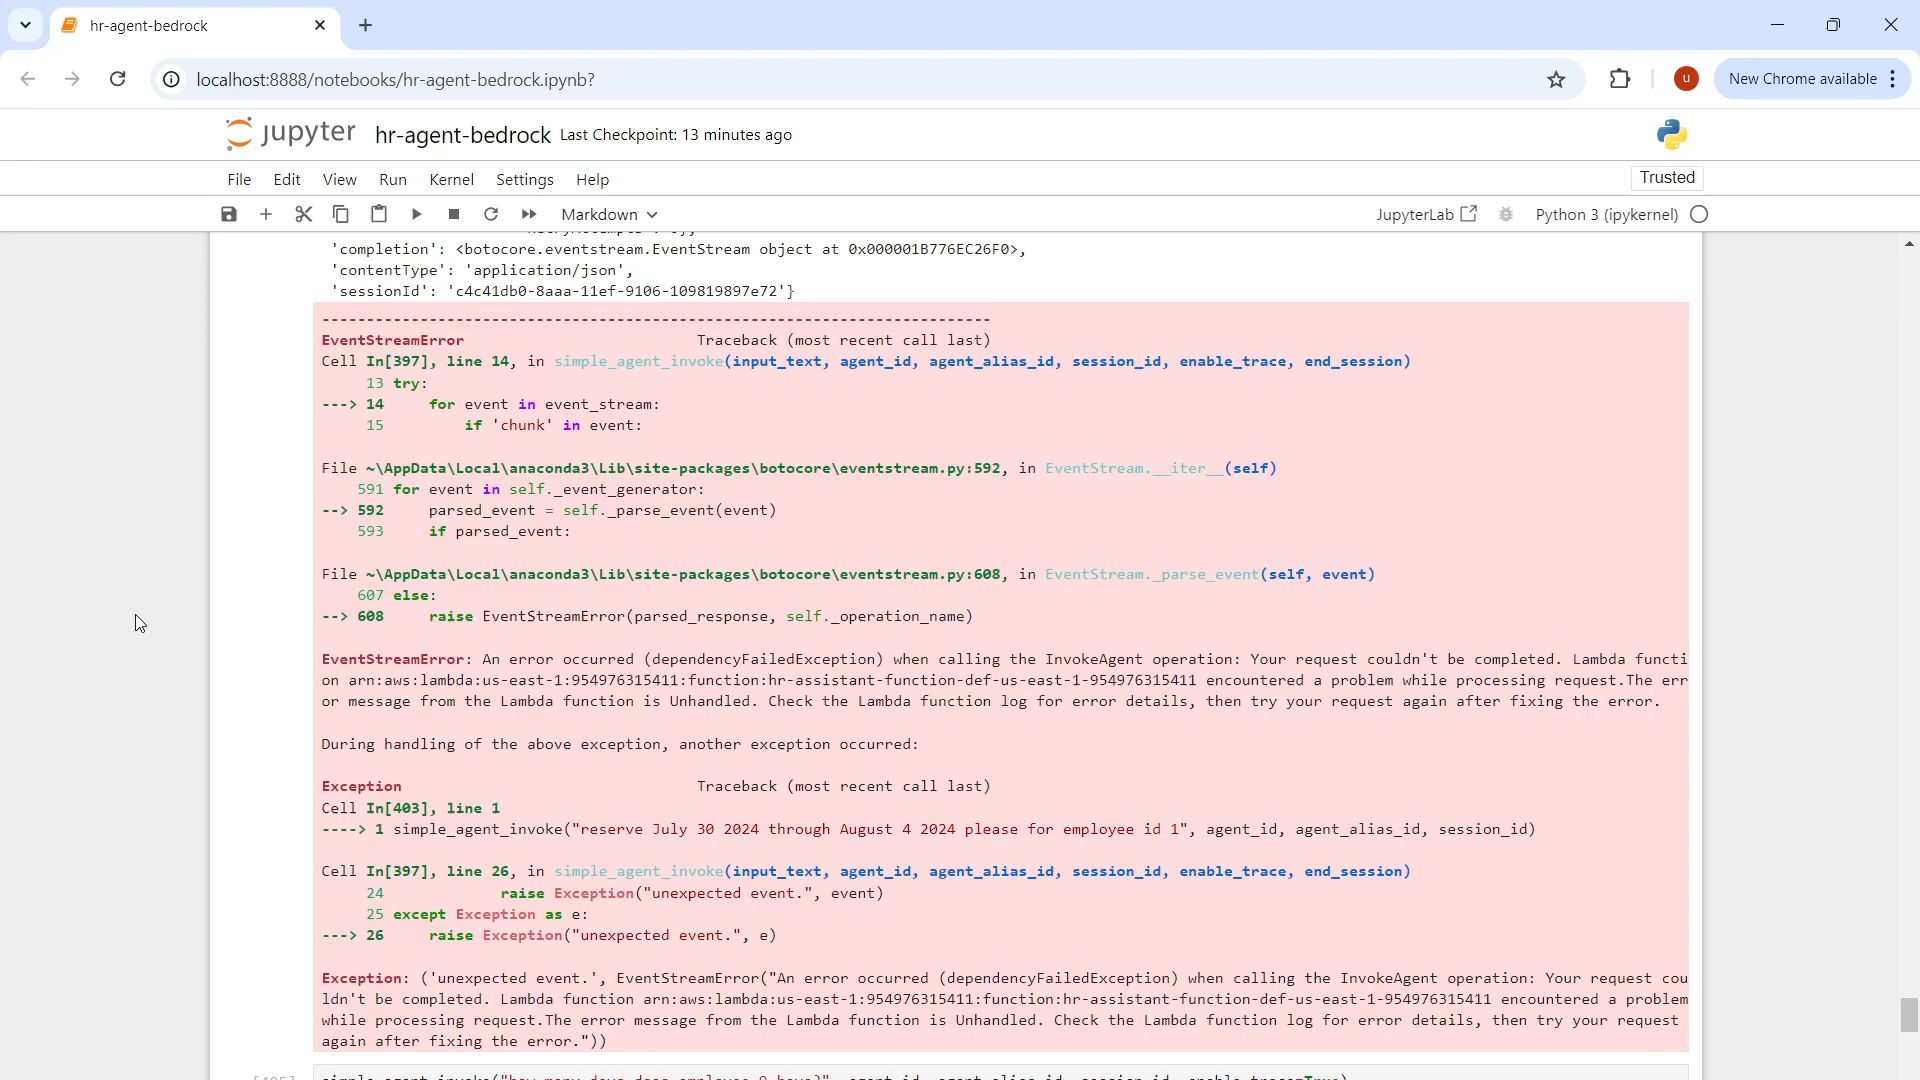 hr-agent-bedrock
localhost:8888/notebooks/hr-agent-bedrock.ipynb?
u
New Chrome available
jupyter hr-agent-bedrock Last Checkpoint: 13 minutes ago
File Edit View Run Kernel Settings Help
Trusted
Markdown
JupyterLab
Python 3 (ipykernel)
'completion': <botocore.eventstream.EventStream object at 0x000001B776EC26F0>,
'contentType': 'application/json',
'sessionId': 'c4c41db0-8aaa-11ef-9106-109819897e72'}
---------------------------------------------------------------------------
EventStreamError                          Traceback (most recent call last)
Cell In[397], line 14, in simple_agent_invoke(input_text, agent_id, agent_alias_id, session_id, enable_trace, end_session)
     13 try:
---> 14     for event in event_stream:
     15         if 'chunk' in event:
File ~\AppData\Local\anaconda3\Lib\site-packages\botocore\eventstream.py:592, in EventStream.__iter__(self)
    591 for event in self._event_generator:
--> 592     parsed_event = self._parse_event(event)
    593     if parsed_event:
File ~\AppData\Local\anaconda3\Lib\site-packages\botocore\eventstream.py:608, in EventStream._parse_event(self, event)
    607 else:
--> 608     raise EventStreamError(parsed_response, self._operation_name)
EventStreamError: An error occurred (dependencyFailedException) when calling the InvokeAgent operation: Your request couldn't be completed. Lambda functi
on arn:aws:lambda:us-east-1:954976315411:function:hr-assistant-function-def-us-east-1-954976315411 encountered a problem while processing request.The err
or message from the Lambda function is Unhandled. Check the Lambda function log for error details, then try your request again after fixing the error.
During handling of the above exception, another exception occurred:
Exception                                 Traceback (most recent call last)
Cell In[403], line 1
----> 1 simple_agent_invoke("reserve July 30 2024 through August 4 2024 please for employee id 1", agent_id, agent_alias_id, session_id)
Cell In[397], line 26, in simple_agent_invoke(input_text, agent_id, agent_alias_id, session_id, enable_trace, end_session)
     24             raise Exception("unexpected event.", event)
     25 except Exception as e:
---> 26     raise Exception("unexpected event.", e)
Exception: ('unexpected event.', EventStreamError("An error occurred (dependencyFailedException) when calling the InvokeAgent operation: Your request cou
ldn't be completed. Lambda function arn:aws:lambda:us-east-1:954976315411:function:hr-assistant-function-def-us-east-1-954976315411 encountered a problem
while processing request.The error message from the Lambda function is Unhandled. Check the Lambda function log for error details, then try your request
again after fixing the error."))